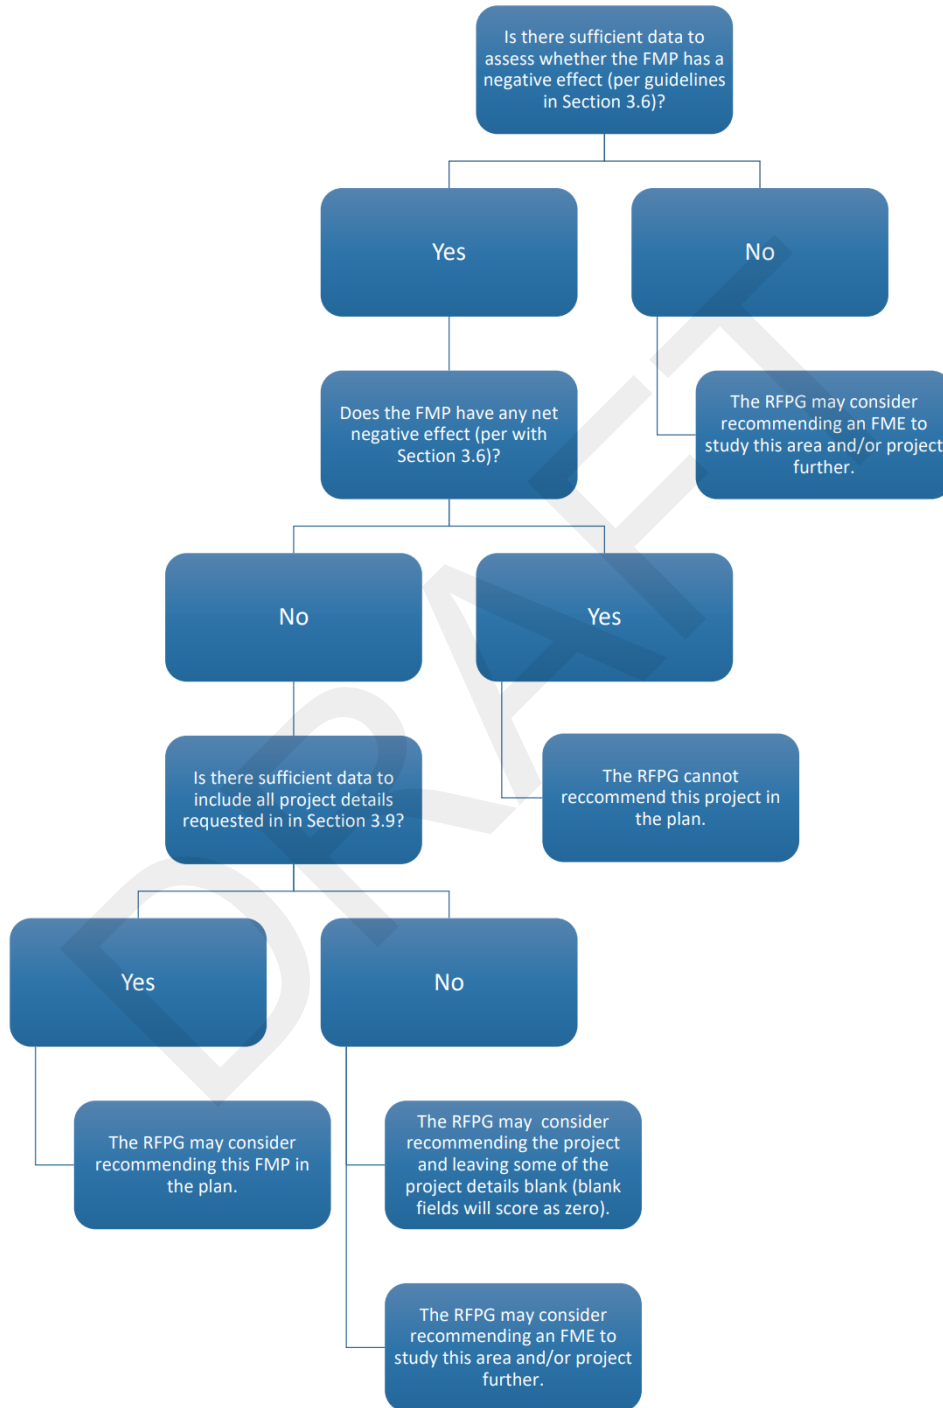 Is there sufficient data to
assess whether the FMP has a
negative effect (per guidelines
in Section 3.6)?
Yes
No
Does the FMP have any net
negative effect (per with
Section 3.6)?
The RFPG may consider
recommending an FME to
study this area and/or project
further.
No
Yes
Is there sufficient data to
include all project details
requested in in Section 3.9?
The RFPG cannot
reccommend this project in
the plan.
Yes
No
The RFPG may consider
recommending this FMP in
the plan.
The RFPG may consider
recommending the project
and leaving some of the
project details blank (blank
fields will score as zero).
The RFPG may consider
recommending an FME to
study this area and/or project
further.
DRAFT